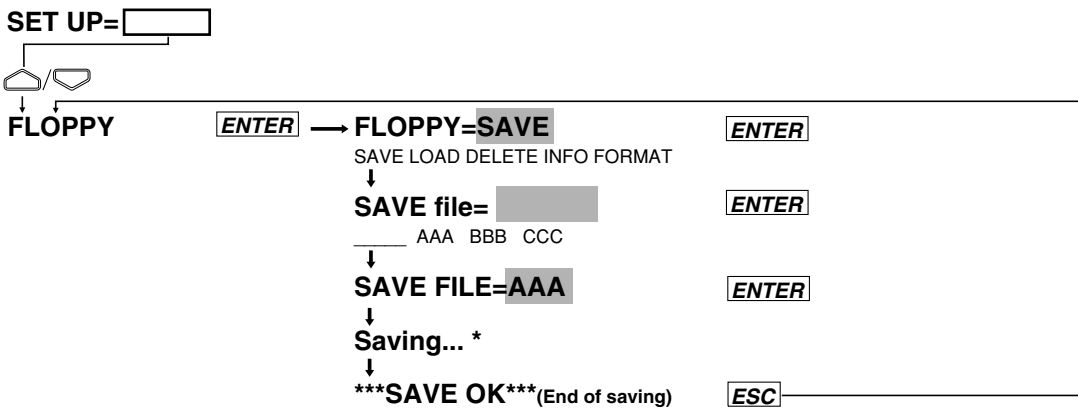 SET UP=
/
FLOPPY ENTER FLOPPY=SAVE ENTER
SAVE LOAD DELETE INFO FORMAT
SAVE file= ENTER
_____ AAA BBB CCC
SAVE FILE=AAA ENTER
Saving... *
***SAVE OK***(End of saving) ESC